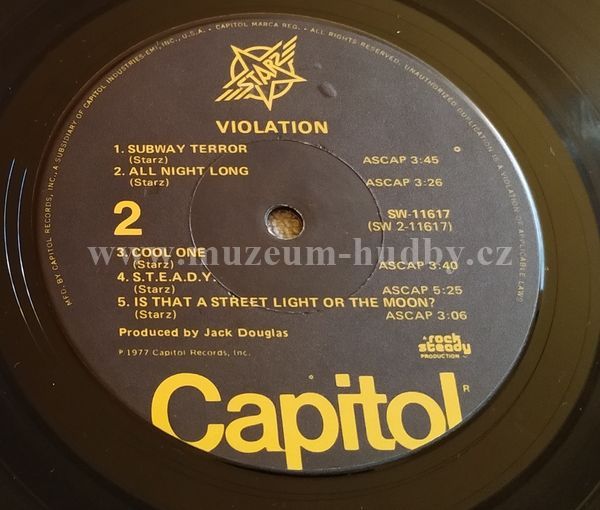 MFD. BY CAPITOL RECORDS, INC., A SUBSIDIARY OF CAPITOL INDUSTRIES-EMI, INC., U.S.A. • CAPITOL MARCA REG. • ALL RIGHTS RESERVED. UNAUTHORIZED DUPLICATION IS A VIOLATION OF APPLICABLE LAWS
STARZ
VIOLATION
1. SUBWAY TERROR
(Starz) ASCAP 3:45
2. ALL NIGHT LONG
(Starz) ASCAP 3:26
2
SW-11617
(SW 2-11617)
www.muzeum-hudby.cz
3. COOL ONE
(Starz) ASCAP 3:40
4. S.T.E.A.D.Y.
(Starz) ASCAP 5:25
5. IS THAT A STREET LIGHT OR THE MOON?
(Starz) ASCAP 3:06
Produced by Jack Douglas
rock
steady
PRODUCTION
℗ 1977 Capitol Records, Inc.
Capitol®